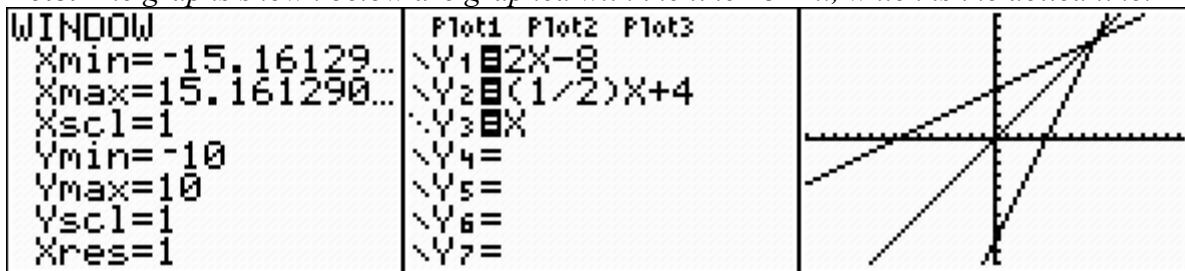 WINDOW
Xmin=-15.16129...
Xmax=15.161290...
Xscl=1
Ymin=-10
Ymax=10
Yscl=1
Xres=1
Plot1 Plot2 Plot3
\Y1=2X-8
\Y2=(1/2)X+4
⋱Y3=X
\Y4=
\Y5=
\Y6=
\Y7=